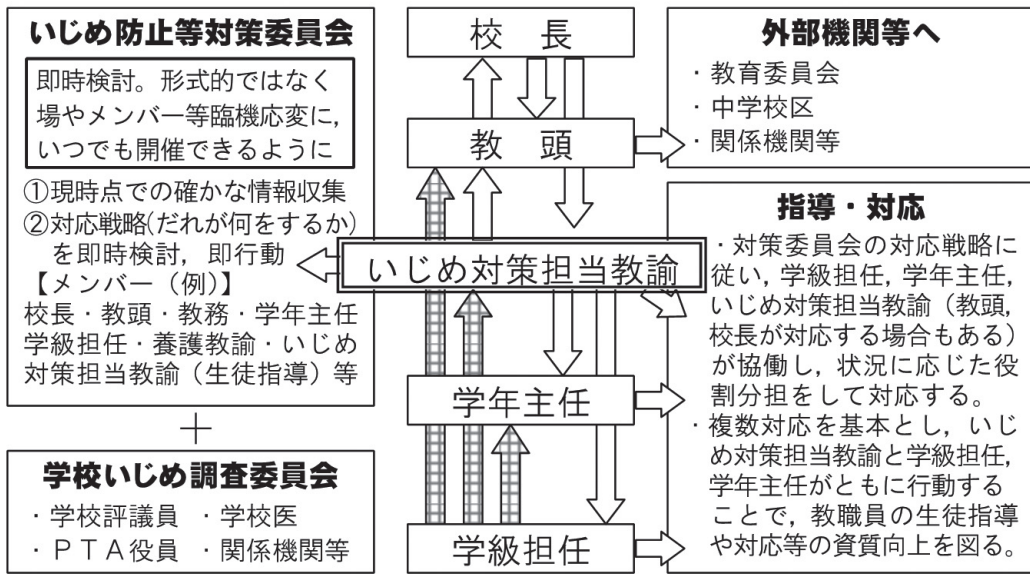 いじめ防止等対策委員会
即時検討。形式的ではなく
場やメンバー等臨機応変に，
いつでも開催できるように
①現時点での確かな情報収集
②対応戦略(だれが何をするか)
を即時検討，即行動
【メンバー（例）】
校長・教頭・教務・学年主任
学級担任・養護教諭・いじめ
対策担当教諭（生徒指導）等
＋
学校いじめ調査委員会
・学校評議員 ・学校医
・ＰＴＡ役員 ・関係機関等
校　長
教　頭
いじめ対策担当教諭
学年主任
学級担任
外部機関等へ
・教育委員会
・中学校区
・関係機関等
指導・対応
・対策委員会の対応戦略に
従い，学級担任，学年主任，
いじめ対策担当教諭（教頭，
校長が対応する場合もある）
が協働し，状況に応じた役
割分担をして対応する。
・複数対応を基本とし，いじ
め対策担当教諭と学級担任，
学年主任がともに行動する
ことで，教職員の生徒指導
や対応等の資質向上を図る。